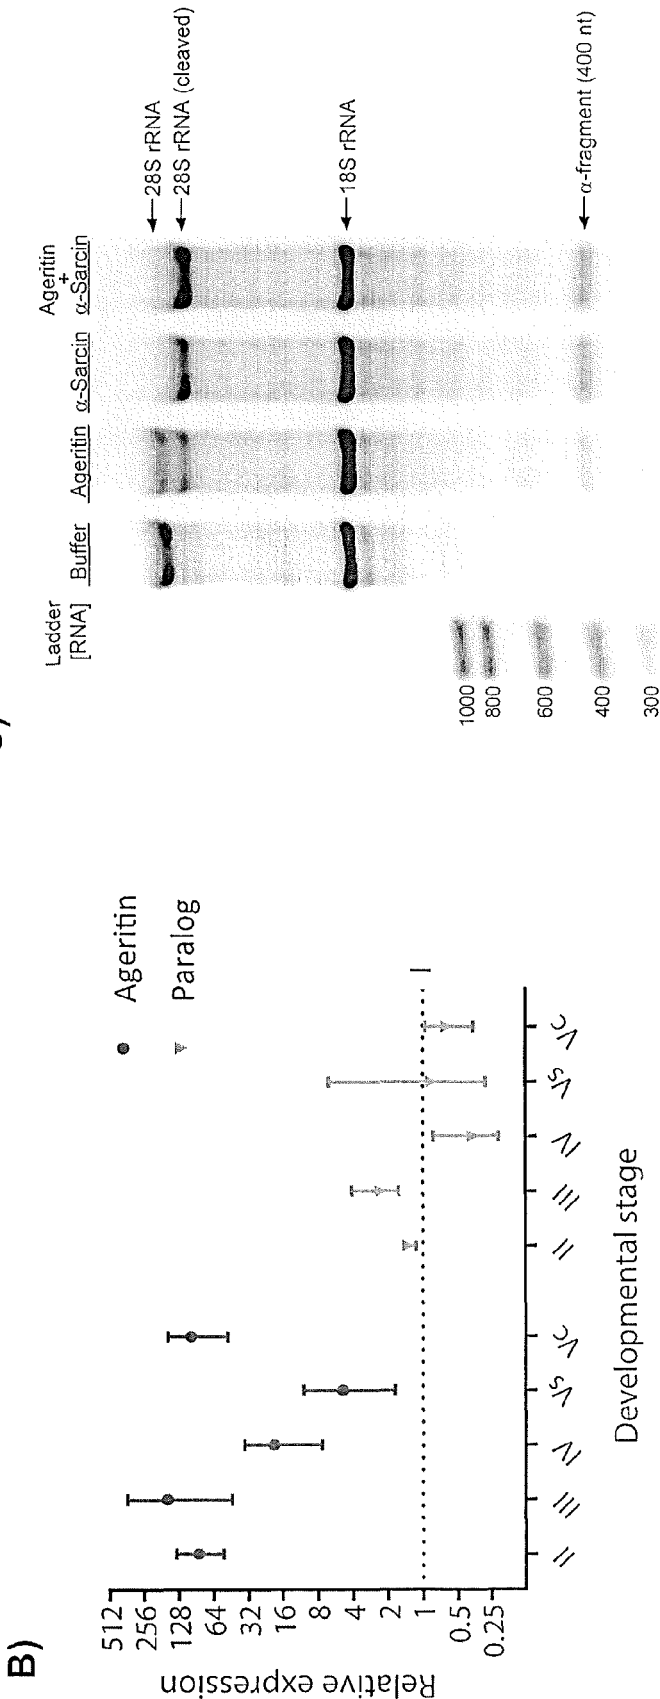 B)
Relative expression
512
256
128
64
32
16
8
4
2
1
0.5
0.25
Ageritin
Paralog
I
II
III
IV
Vs
Vc
II
III
IV
Vs
Vc
Developmental stage
Ladder
[RNA]
Buffer
Ageritin
α-Sarcin
Ageritin
+
α-Sarcin
28S rRNA
28S rRNA (cleaved)
18S rRNA
α-fragment (400 nt)
1000
800
600
400
300